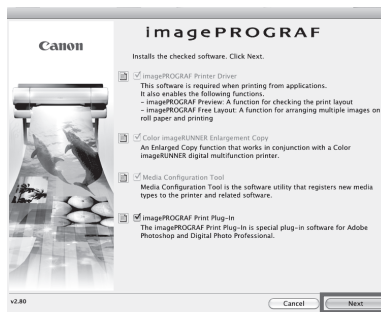 imagePROGRAF
Canon
Installs the checked software. Click Next.
imagePROGRAF Printer Driver
This software is required when printing from applications.
It also enables the following functions.
- imagePROGRAF Preview: A function for checking the print layout
- imagePROGRAF Free Layout: A function for arranging multiple images on
roll paper and printing
Color imageRUNNER Enlargement Copy
An Enlarged Copy function that works in conjunction with a Color
imageRUNNER digital multifunction printer.
Media Configuration Tool
Media Configuration Tool is the software utility that registers new media
types to the printer and related software.
imagePROGRAF Print Plug-In
The imagePROGRAF Print Plug-In is special plug-in software for Adobe
Photoshop and Digital Photo Professional.
v2.80
Cancel
Next